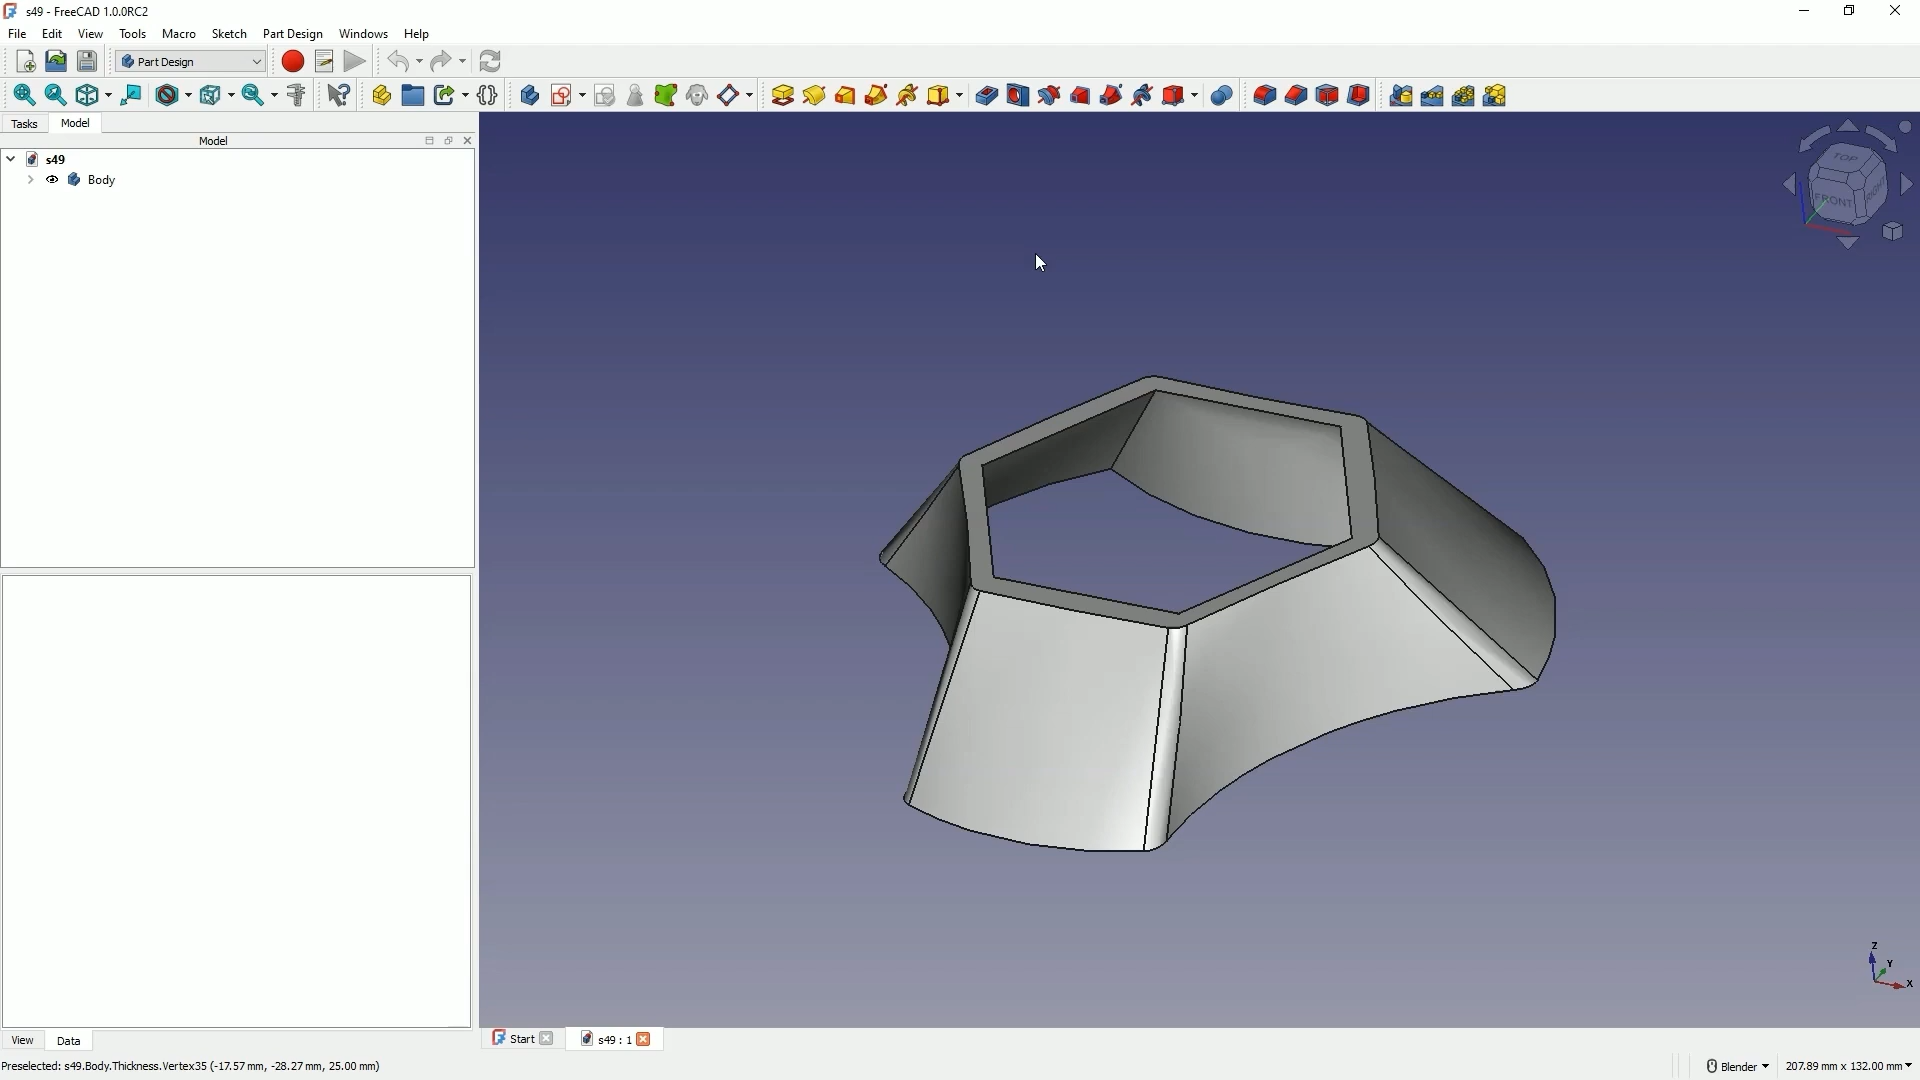 s49 - FreeCAD 1.0.0RC2
File Edit View Tools Macro Sketch Part Design Windows Help
Part Design
Tasks Model
Model
s49
Body
TOP
FRONT
RIGHT
Z
Y
X
View Data
Start s49 : 1
Preselected: s49.Body.Thickness.Vertex35 (-17.57 mm, -28.27 mm, 25.00 mm)
Blender 207.89 mm x 132.00 mm